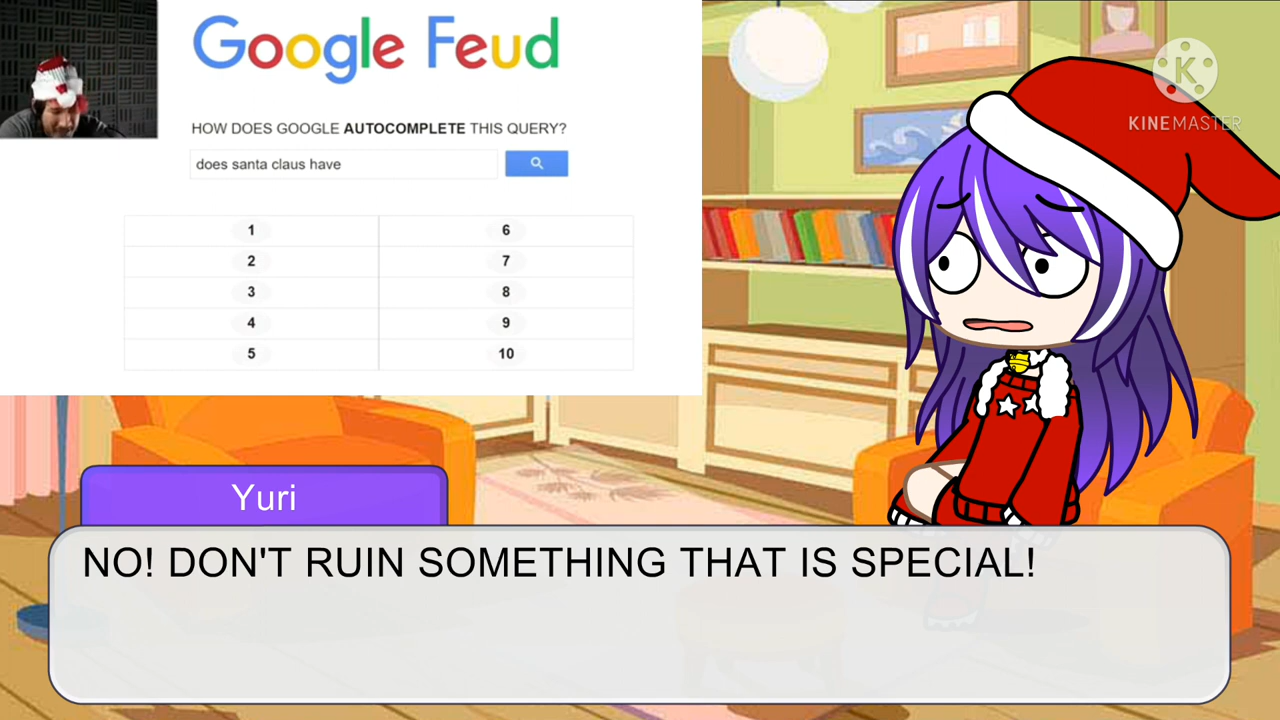 Google Feud
HOW DOES GOOGLE AUTOCOMPLETE THIS QUERY?
does santa claus have
1 6
2 7
3 8
4 9
5 10
K
KINEMASTER
Yuri
NO! DON'T RUIN SOMETHING THAT IS SPECIAL!